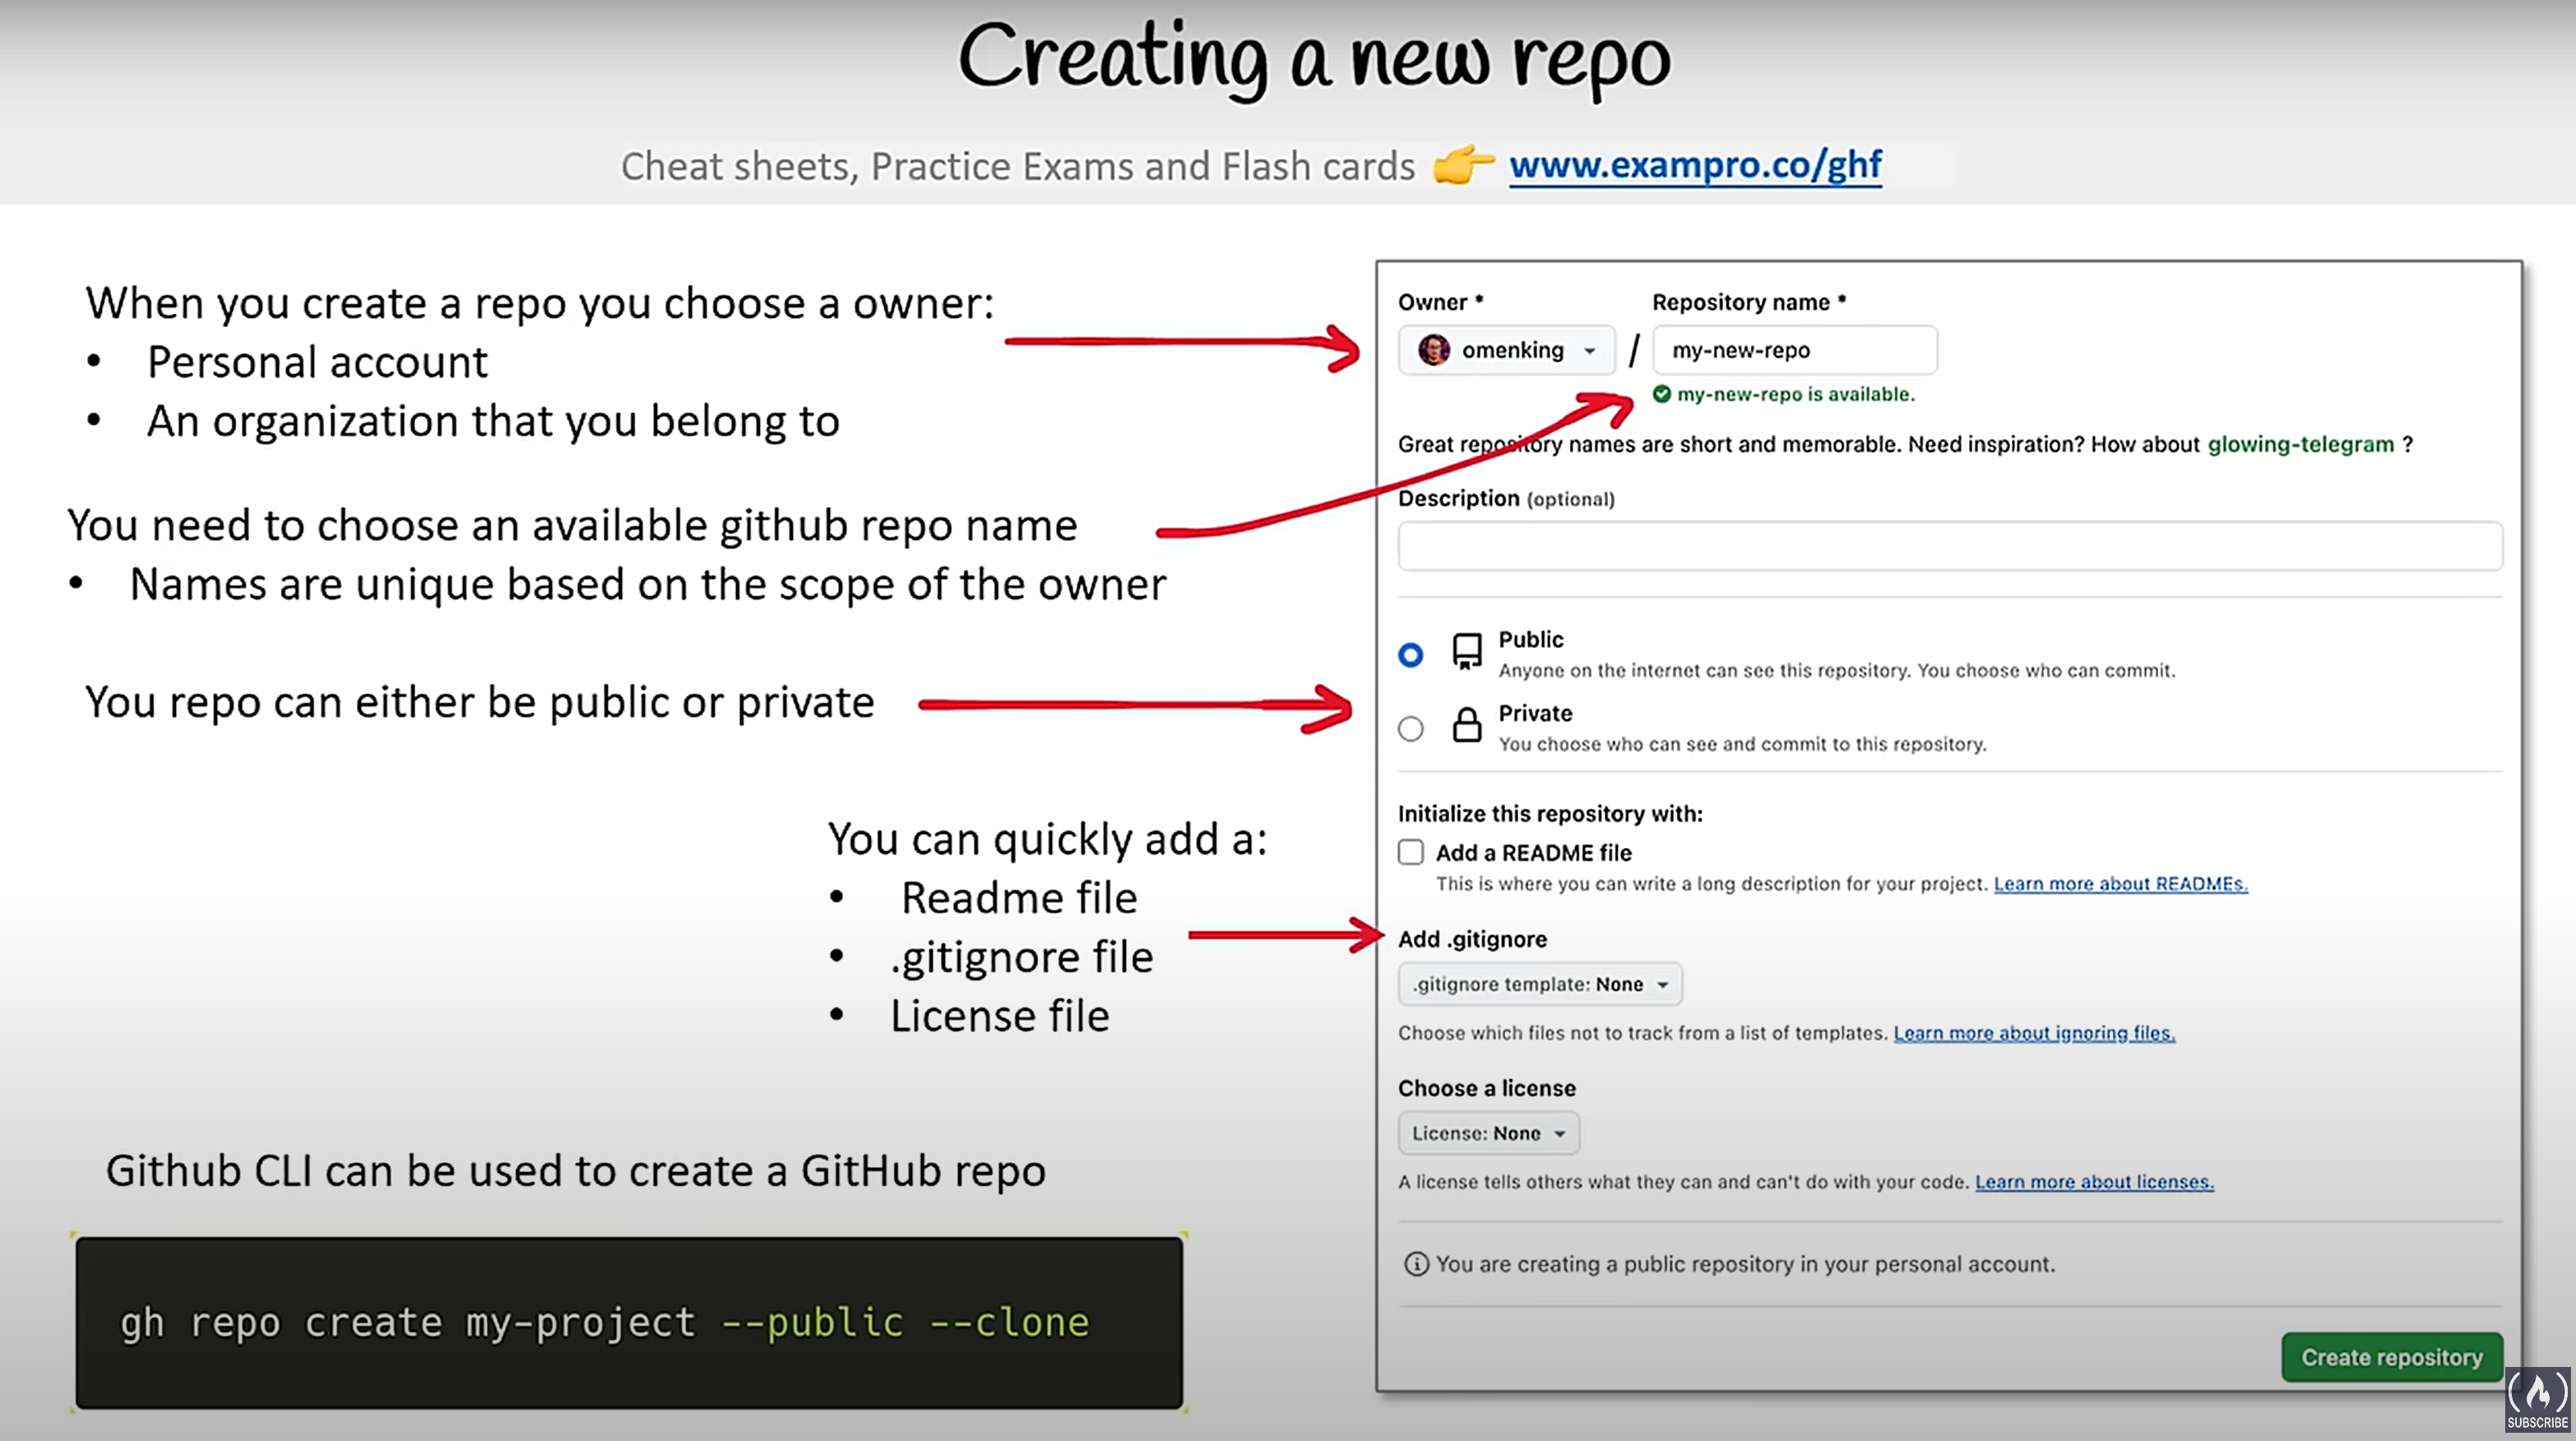 Creating a new repo
Cheat sheets, Practice Exams and Flash cards 👉 www.exampro.co/ghf
When you create a repo you choose a owner:
• Personal account
• An organization that you belong to
You need to choose an available github repo name
• Names are unique based on the scope of the owner
You repo can either be public or private
You can quickly add a:
• Readme file
• .gitignore file
• License file
Github CLI can be used to create a GitHub repo
gh repo create my-project --public --clone
Owner * Repository name *
omenking / my-new-repo
my-new-repo is available.
Great repository names are short and memorable. Need inspiration? How about glowing-telegram ?
Description (optional)
Public
Anyone on the internet can see this repository. You choose who can commit.
Private
You choose who can see and commit to this repository.
Initialize this repository with:
Add a README file
This is where you can write a long description for your project. Learn more about READMEs.
Add .gitignore
.gitignore template: None
Choose which files not to track from a list of templates. Learn more about ignoring files.
Choose a license
License: None
A license tells others what they can and can't do with your code. Learn more about licenses.
You are creating a public repository in your personal account.
Create repository
SUBSCRIBE